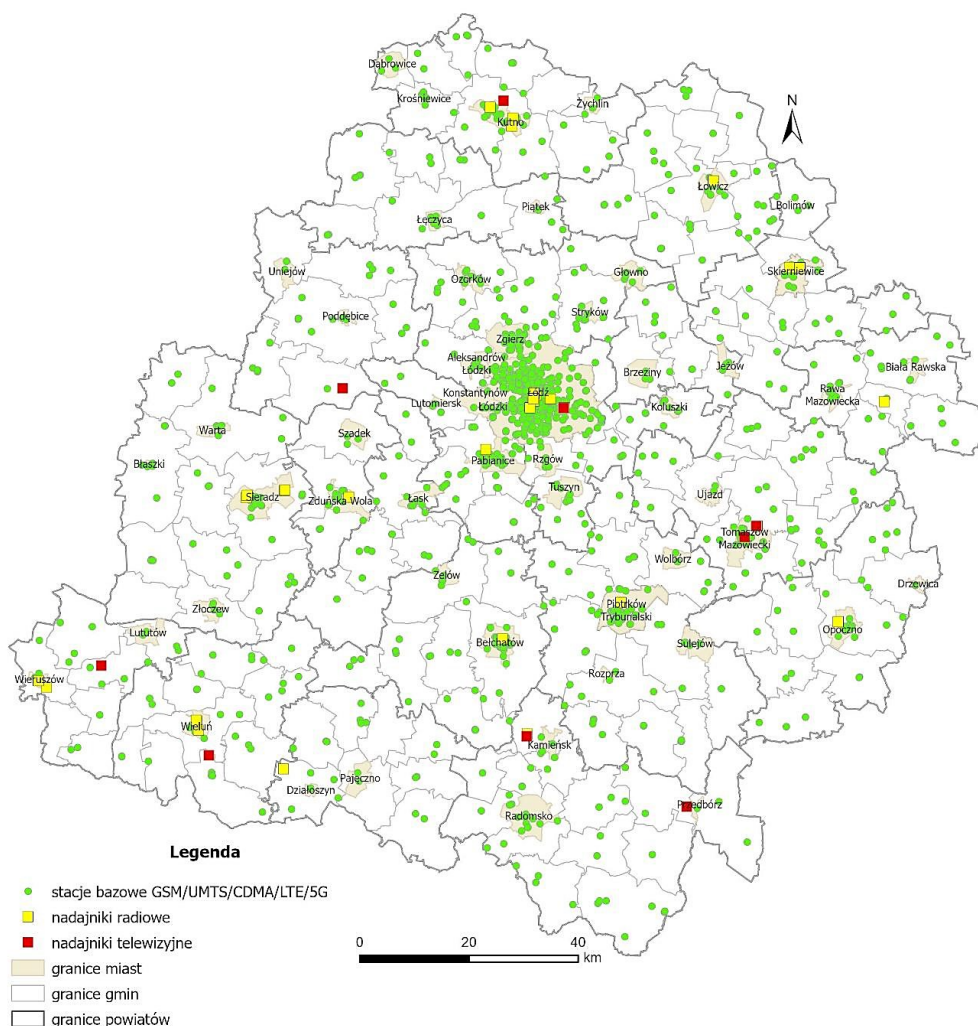 Dąbrowice
Krośniewice
Żychlin
N
Kutno
Łowicz
Piątek
Bolimów
Łęczyca
Uniejów
Ozorków
Głowno
Skierniewice
Poddębice
Stryków
Zgierz
Aleksandrów
Łódzki
Brzeziny
Jeżów
Biała Rawska
Rawa
Mazowiecka
Konstantynów
Łódzki
Łódź
Lutomiersk
Koluszki
Warta
Szadek
Błaszki
Pabianice
Rzgów
Sieradz
Zduńska Wola
Łask
Tuszyn
Ujazd
Tomaszów
Mazowiecki
Wolbórz
Zelów
Drzewica
Złoczew
Piotrków
Trybunalski
Lututów
Bełchatów
Sulejów
Opoczno
Wieruszów
Rozprza
Wieluń
Kamieńsk
Działoszyn
Pajęczno
Przedbórz
Radomsko
Legenda
stacje bazowe GSM/UMTS/CDMA/LTE/5G
nadajniki radiowe
nadajniki telewizyjne
granice miast
granice gmin
granice powiatów
0 20 40
km